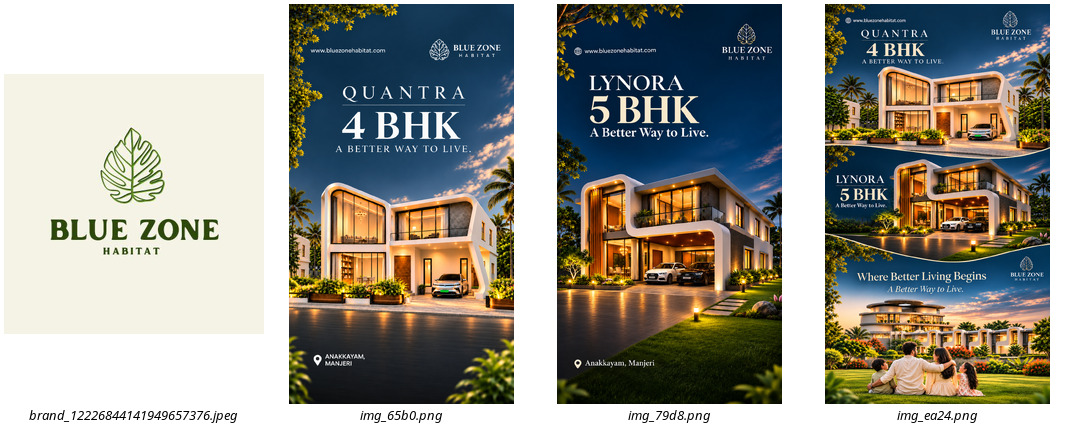 BLUE ZONE
HABITAT
brand_12226844141949657376.jpeg
www.bluezonehabitat.com
BLUE ZONE
HABITAT
QUANTRA
4 BHK
A BETTER WAY TO LIVE.
ANAKKAYAM,
MANJERI
img_65b0.png
www.bluezonehabitat.com
BLUE ZONE
HABITAT
LYNORA
5 BHK
A Better Way to Live.
Anakkayam, Manjeri
img_79d8.png
www.bluezonehabitat.com
BLUE ZONE
HABITAT
QUANTRA
4 BHK
A BETTER WAY TO LIVE.
LYNORA
5 BHK
A Better Way to Live.
Where Better Living Begins
A Better Way to Live.
BLUE ZONE
HABITAT
img_ea24.png